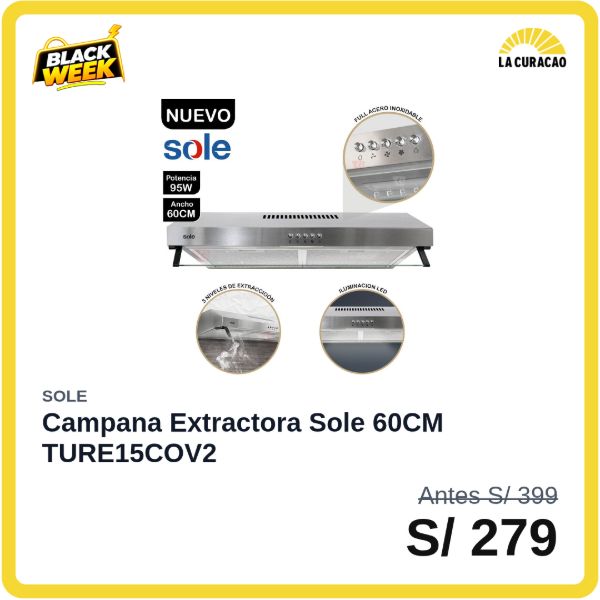 BLACK
WEEK
LA CURACAO
NUEVO
sole
Potencia
95W
Ancho
60CM
FULL ACERO INOXIDABLE
sole
3 NIVELES DE EXTRACCIÓN
ILUMINACION LED
SOLE
Campana Extractora Sole 60CM
TURE15COV2
Antes S/ 399
S/ 279